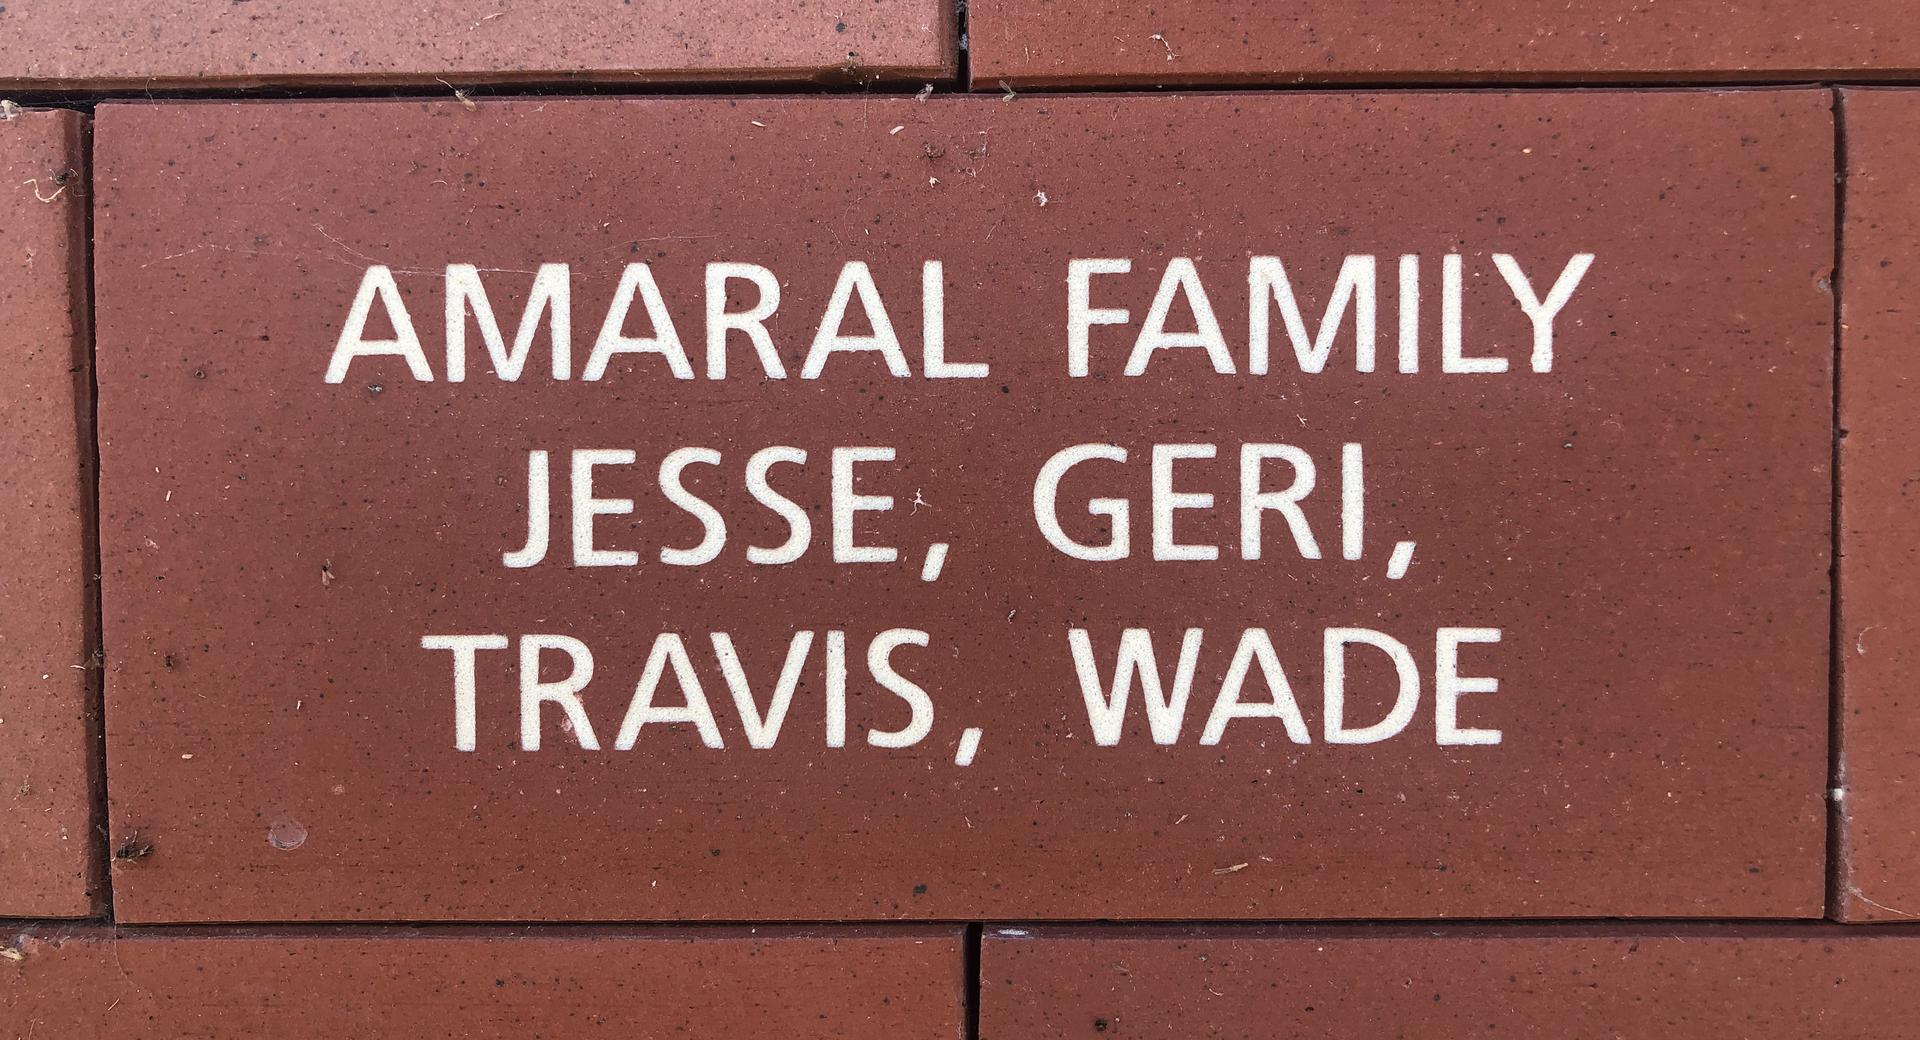 AMARAL FAMILY
JESSE, GERI,
TRAVIS, WADE